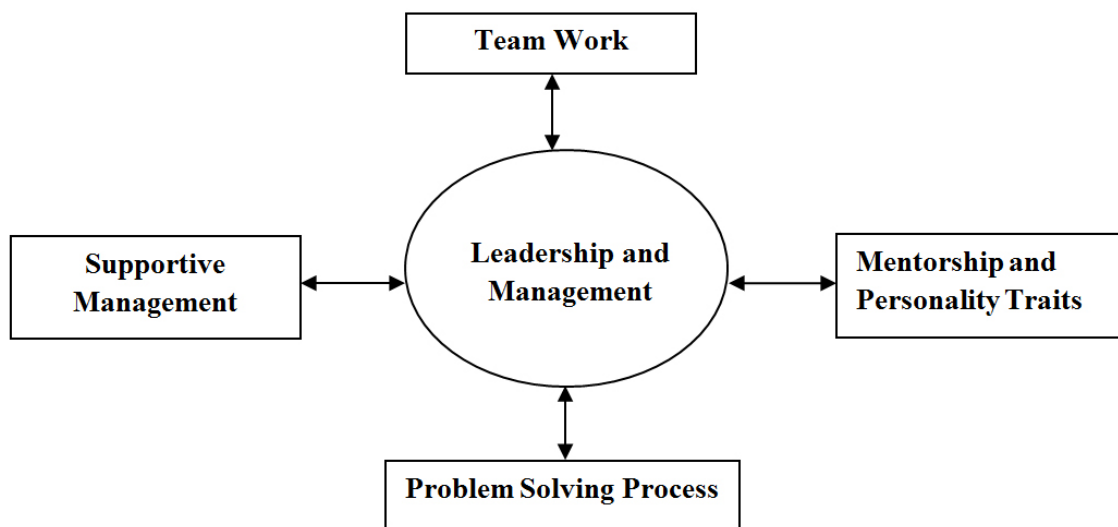 Team Work
Supportive
Management
Leadership and
Management
Mentorship and
Personality Traits
Problem Solving Process